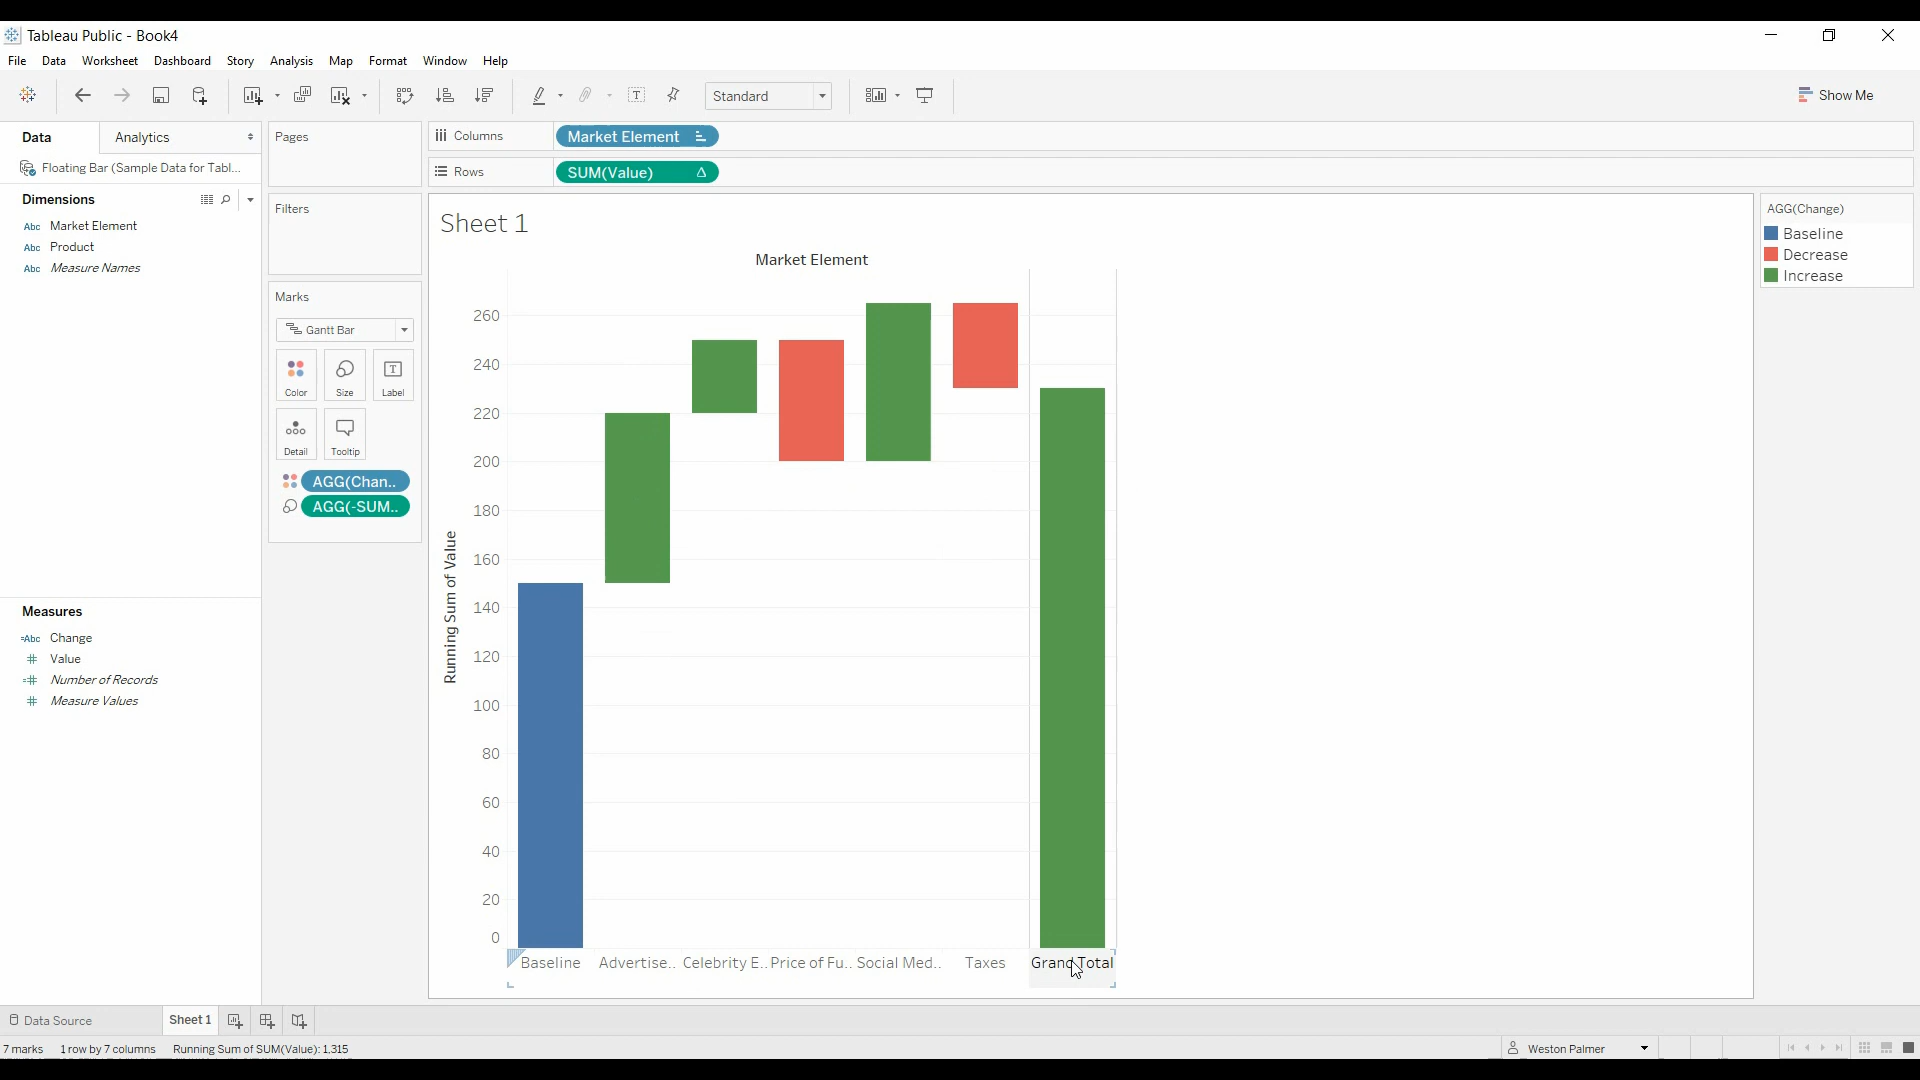 Tableau Public - Book4
File Data Worksheet Dashboard Story Analysis Map Format Window Help
Standard
Show Me
Data
Analytics
Floating Bar (Sample Data for Tabl...
Dimensions
Abc Market Element
Abc Product
Abc Measure Names
Measures
=Abc Change
# Value
=# Number of Records
# Measure Values
Pages
Filters
Marks
Gantt Bar
Color
Size
Label
Detail
Tooltip
AGG(Chan..
AGG(-SUM..
Columns
Market Element
Rows
SUM(Value)
Sheet 1
Market Element
Running Sum of Value
260
240
220
200
180
160
140
120
100
80
60
40
20
0
Baseline Advertise.. Celebrity E.. Price of Fu.. Social Med.. Taxes Grand Total
AGG(Change)
Baseline
Decrease
Increase
Data Source
Sheet 1
7 marks
1 row by 7 columns
Running Sum of SUM(Value): 1,315
Weston Palmer